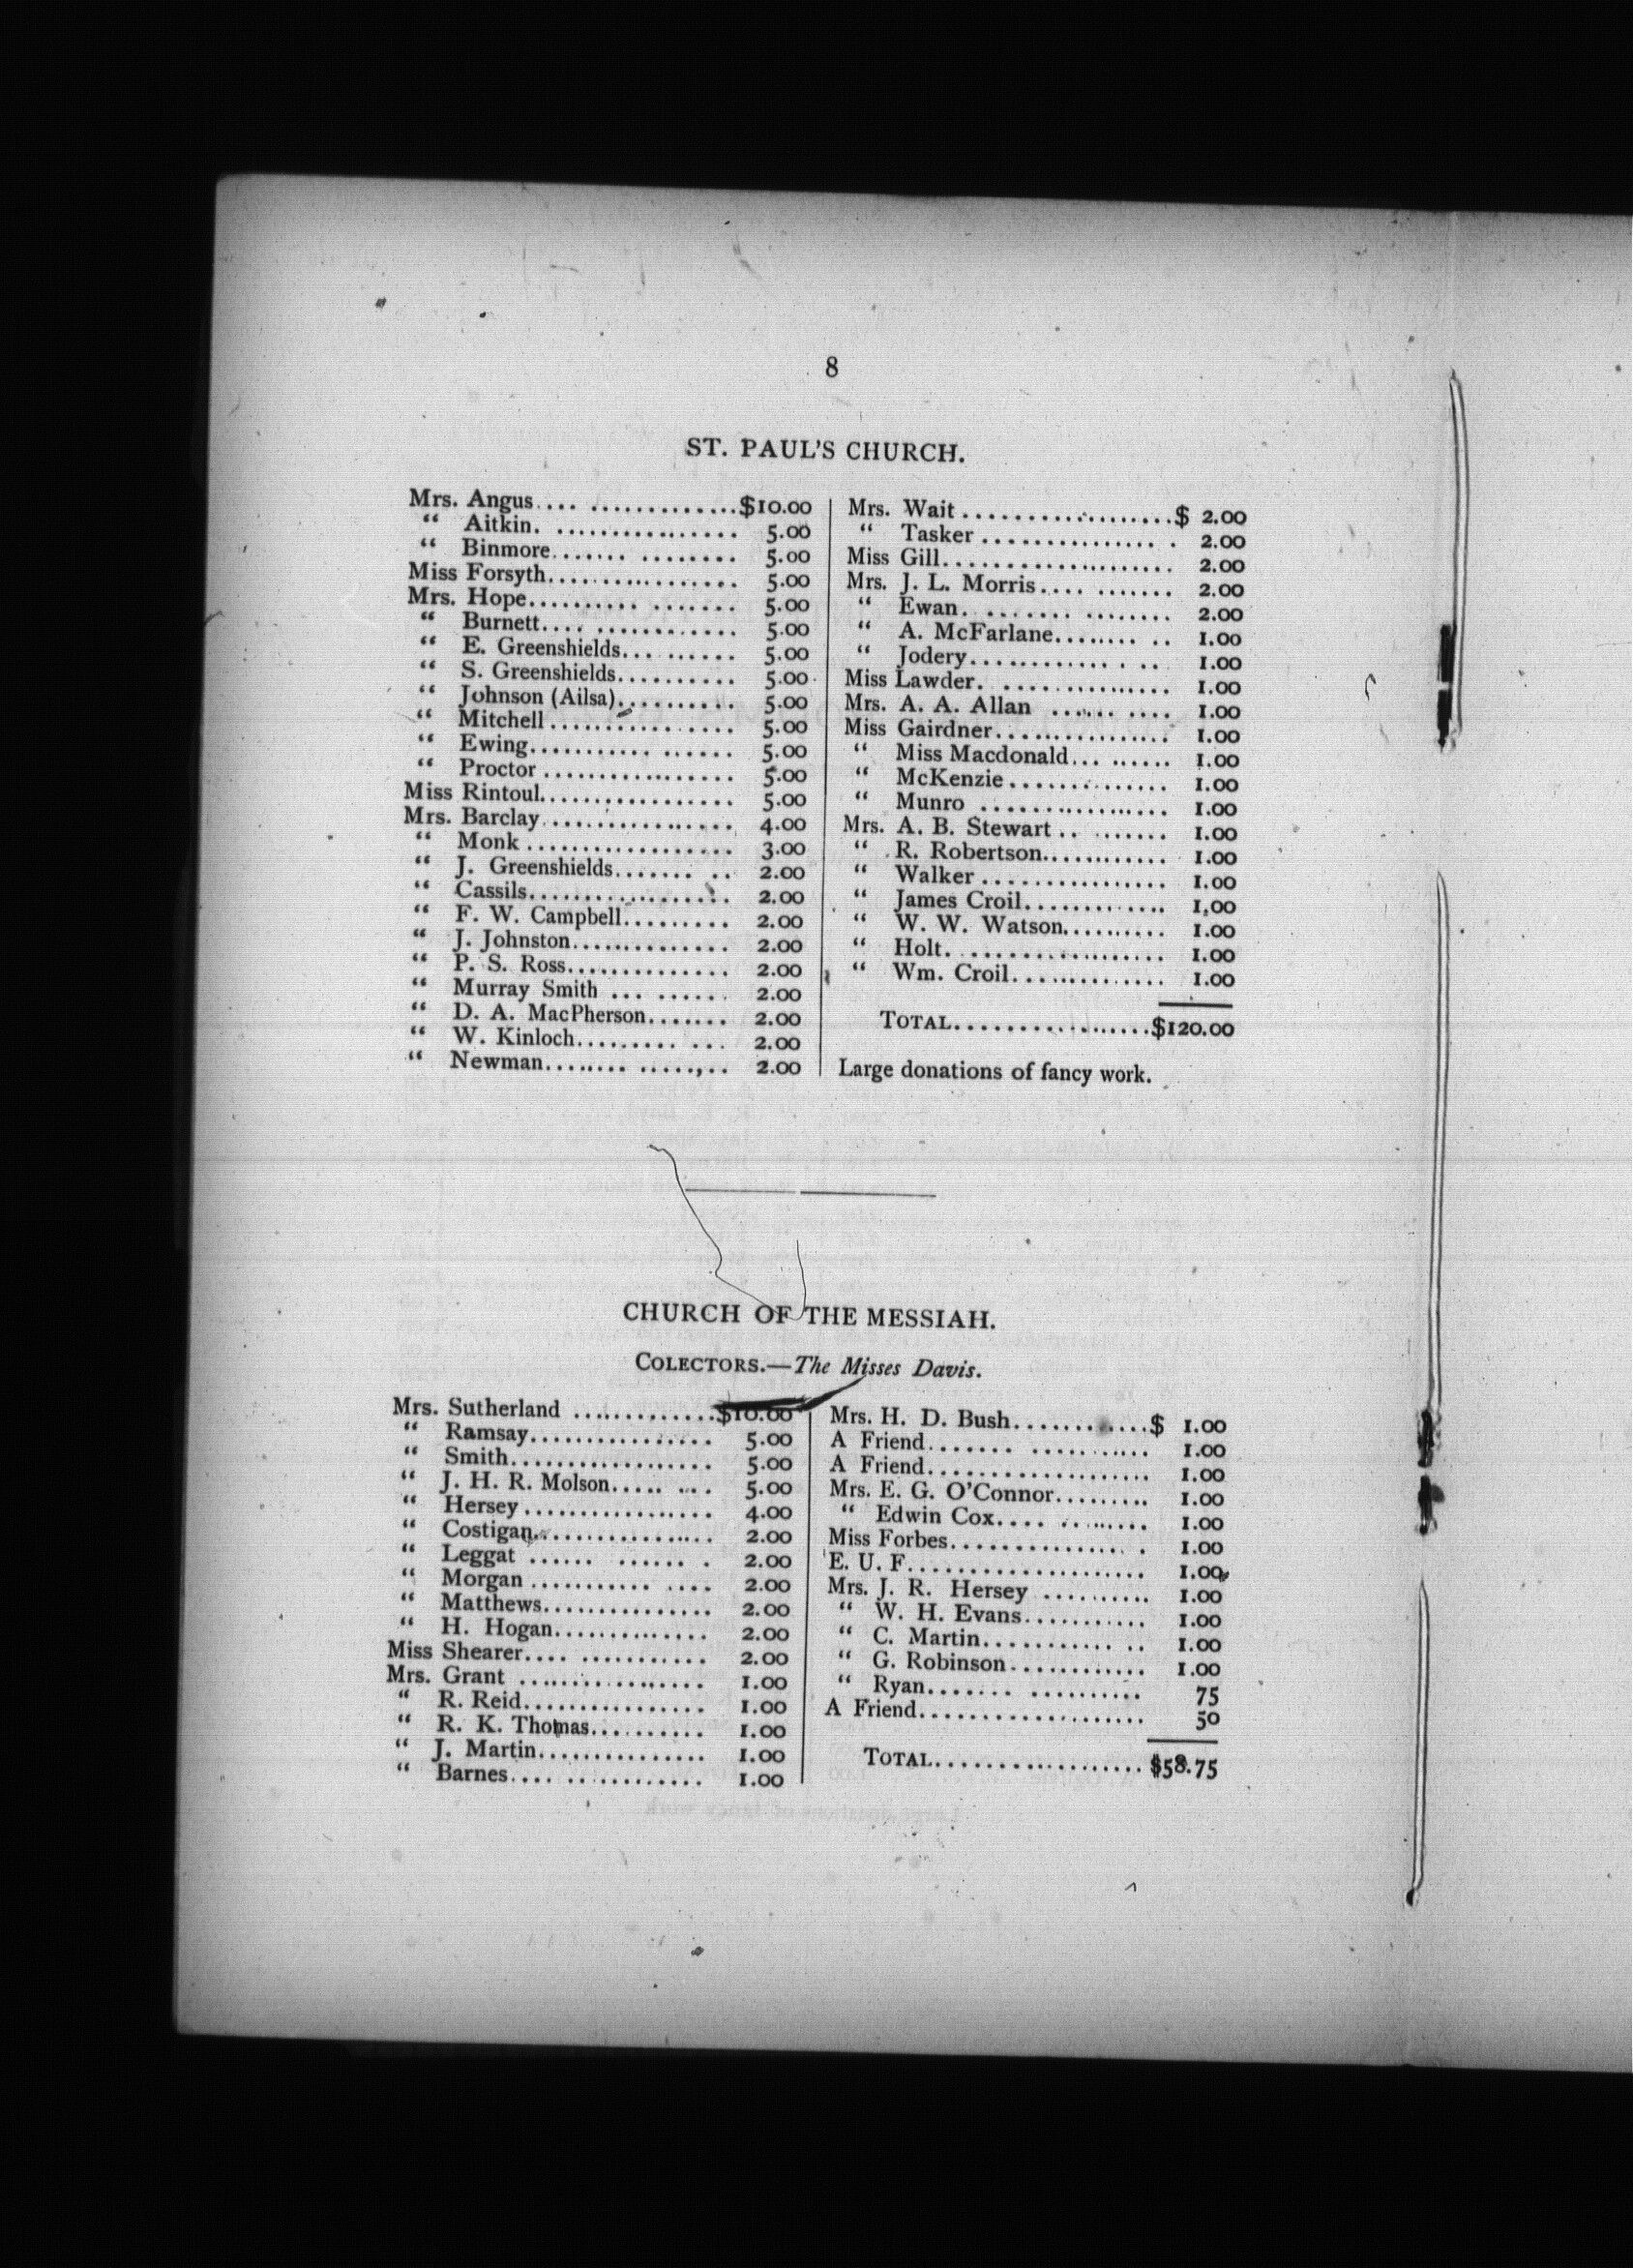 8
ST. PAUL'S CHURCH.
Mrs. Angus.... .............$10.00
“ Aitkin. ................ 5.00
“ Binmore....... ......... 5.00
Miss Forsyth................. 5.00
Mrs. Hope.......... ....... 5.00
“ Burnett.... ............ 5.00
“ E. Greenshields.......... 5.00
“ S. Greenshields.......... 5.00
“ Johnson (Ailsa).......... 5.00
“ Mitchell ................ 5.00
“ Ewing........... ...... 5.00
“ Proctor ................ 5.00
Miss Rintoul................. 5.00
Mrs. Barclay................. 4.00
“ Monk ................. 3.00
“ J. Greenshields....... .. 2.00
“ Cassils.................. 2.00
“ F. W. Campbell......... 2.00
“ J. Johnston.............. 2.00
“ P. S. Ross.............. 2.00
“ Murray Smith ... ...... 2.00
“ D. A. MacPherson....... 2.00
“ W. Kinloch......... ... 2.00
“ Newman....... .....,.. 2.00
Mrs. Wait ..................$ 2.00
“ Tasker ............... . 2.00
Miss Gill.................... 2.00
Mrs. J. L. Morris.... ....... 2.00
“ Ewan. ........ ........ 2.00
“ A. McFarlane........ .. 1.00
“ Jodery............. . .. 1.00
Miss Lawder. ............... 1.00
Mrs. A. A. Allan ...... .... 1.00
Miss Gairdner................ 1.00
“ Miss Macdonald... ...... 1.00
“ McKenzie.............. 1.00
“ Munro ................ 1.00
Mrs. A. B. Stewart .. ....... 1.00
“ R. Robertson............ 1.00
“ Walker ................ 1.00
“ James Croil............. 1,00
“ W. W. Watson.......... 1.00
“ Holt. .................. 1.00
“ Wm. Croil.............. 1.00
TOTAL..................$120.00
Large donations of fancy work.
CHURCH OF THE MESSIAH.
COLECTORS.—The Misses Davis.
Mrs. Sutherland .............$10.00
“ Ramsay................ 5.00
“ Smith.................. 5.00
“ J. H. R. Molson..... ... 5.00
“ Hersey ................ 4.00
“ Costigan................ 2.00
“ Leggat ...... ...... . 2.00
“ Morgan ........... .... 2.00
“ Matthews............... 2.00
“ H. Hogan.............. 2.00
Miss Shearer.... ........... 2.00
Mrs. Grant ................. 1.00
“ R. Reid................ 1.00
“ R. K. Thomas.......... 1.00
“ J. Martin............... 1.00
“ Barnes.... ............ 1.00
Mrs. H. D. Bush............$ 1.00
A Friend....... .......... 1.00
A Friend................... 1.00
Mrs. E. G. O'Connor......... 1.00
“ Edwin Cox.... ........ 1.00
Miss Forbes............... . 1.00
E. U. F..................... 1.00
Mrs. J. R. Hersey .......... 1.00
“ W. H. Evans........... 1.00
“ C. Martin........... .. 1.00
“ G. Robinson............ 1.00
“ Ryan....... .......... 75
A Friend................... 50
TOTAL.................. $58.75